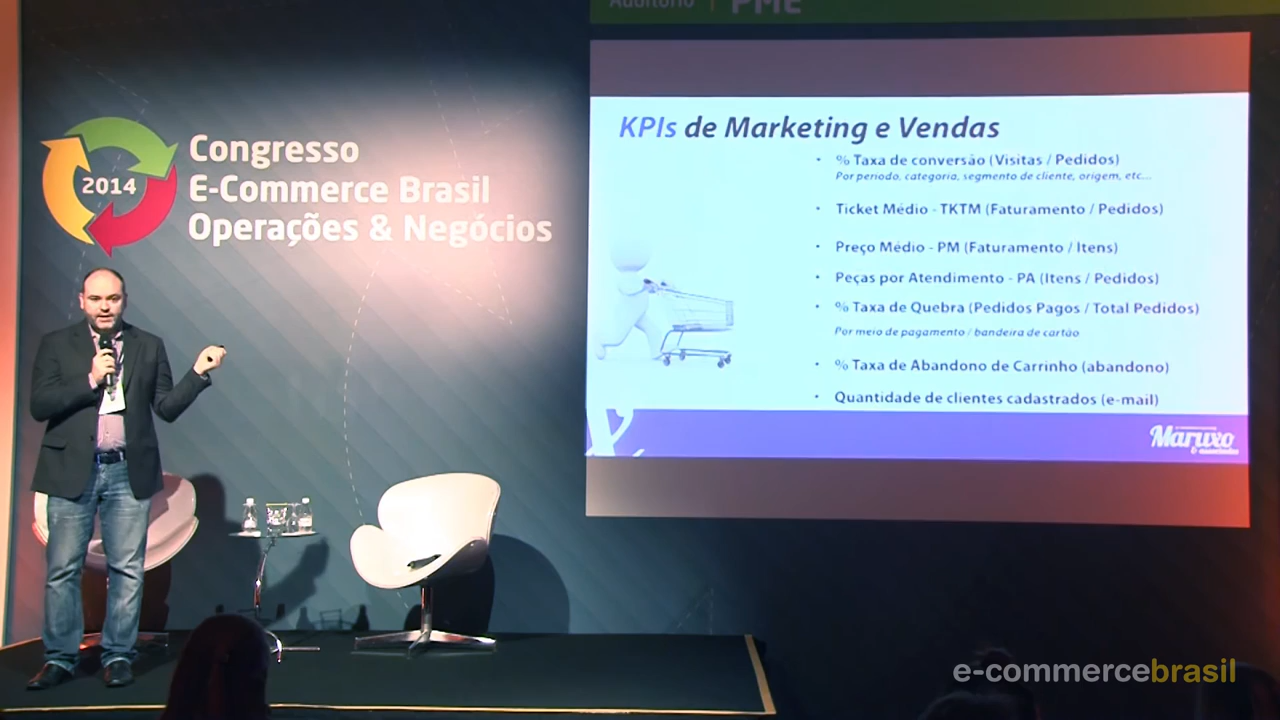 Auditório | PME
2014
Congresso
E-Commerce Brasil
Operações & Negócios
KPIs de Marketing e Vendas
• % Taxa de conversão (Visitas / Pedidos)
Por período, categoria, segmento de cliente, origem, etc...
• Ticket Médio - TKTM (Faturamento / Pedidos)
• Preço Médio - PM (Faturamento / Itens)
• Peças por Atendimento - PA (Itens / Pedidos)
• % Taxa de Quebra (Pedidos Pagos / Total Pedidos)
Por meio de pagamento / bandeira de cartão
• % Taxa de Abandono de Carrinho (abandono)
• Quantidade de clientes cadastrados (e-mail)
Maruxo
e-commercebrasil